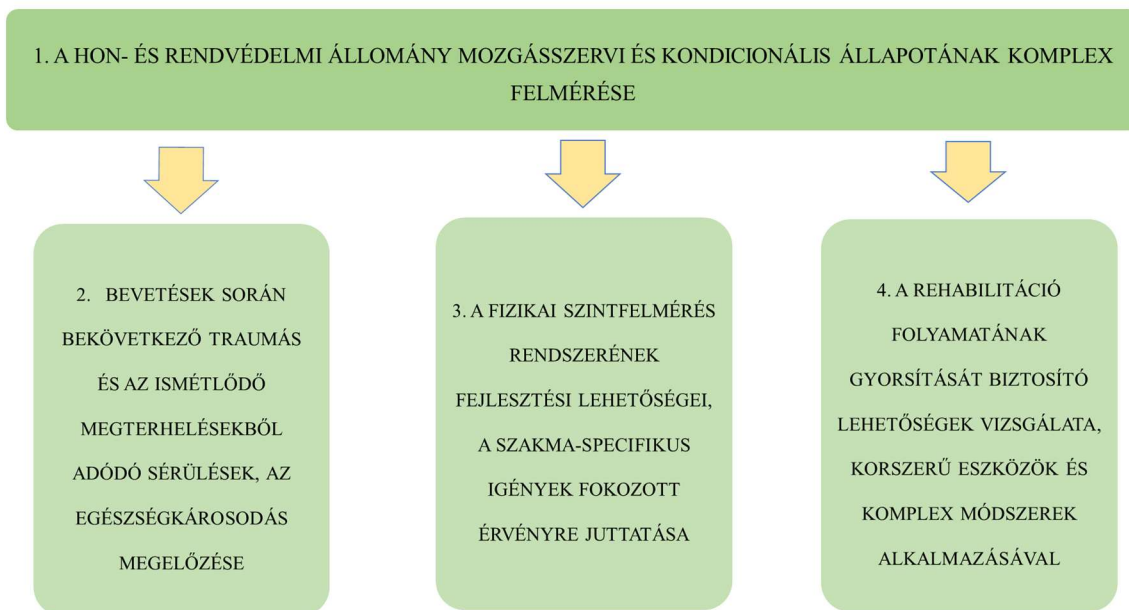 1. A HON- ÉS RENDVÉDELMI ÁLLOMÁNY MOZGÁSSZERVI ÉS KONDICIONÁLIS ÁLLAPOTÁNAK KOMPLEX
FELMÉRÉSE
2. BEVETÉSEK SORÁN
BEKÖVETKEZŐ TRAUMÁS
ÉS AZ ISMÉTLŐDŐ
MEGTERHELÉSEKBŐL
ADÓDÓ SÉRÜLÉSEK, AZ
EGÉSZSÉGKÁROSODÁS
MEGELŐZÉSE
3. A FIZIKAI SZINTFELMÉRÉS
RENDSZERÉNEK
FEJLESZTÉSI LEHETŐSÉGEI,
A SZAKMA-SPECIFIKUS
IGÉNYEK FOKOZOTT
ÉRVÉNYRE JUTTATÁSA
4. A REHABILITÁCIÓ
FOLYAMATÁNAK
GYORSÍTÁSÁT BIZTOSÍTÓ
LEHETŐSÉGEK VIZSGÁLATA,
KORSZERŰ ESZKÖZÖK ÉS
KOMPLEX MÓDSZEREK
ALKALMAZÁSÁVAL